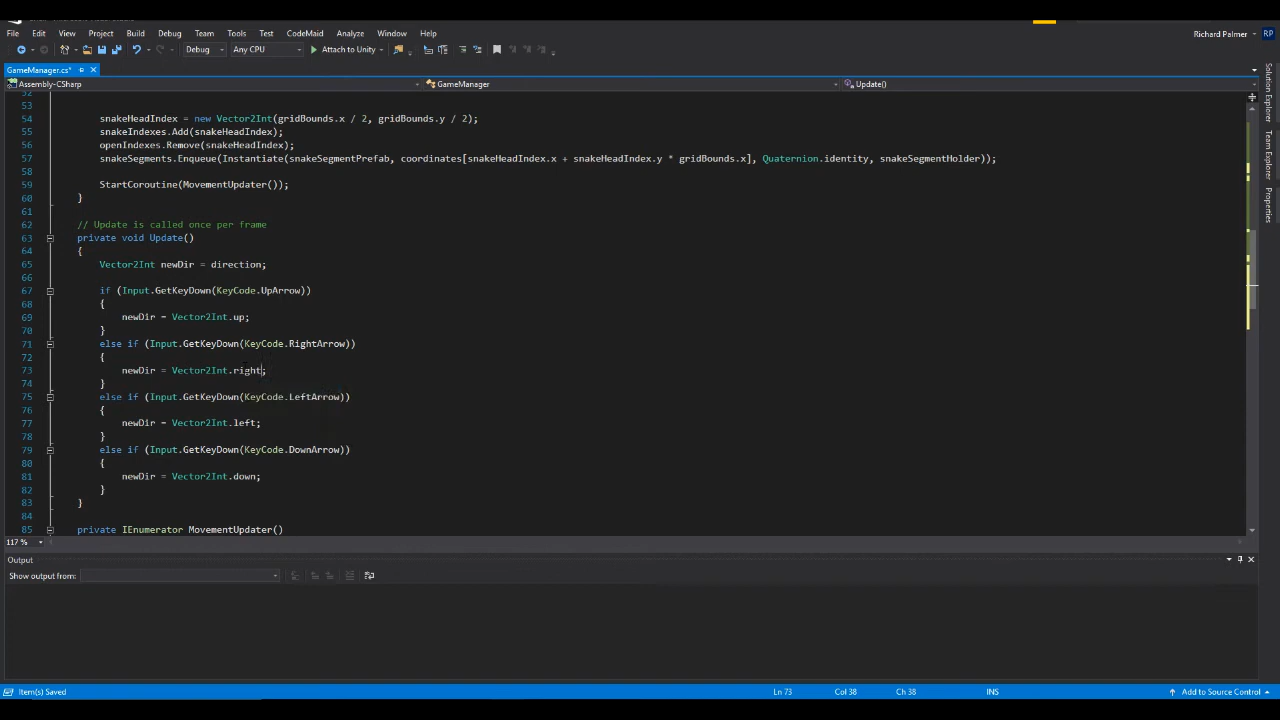 File Edit View Project Build Debug Team Tools Test CodeMaid Analyze Window Help
Richard Palmer RP
Debug Any CPU Attach to Unity
GameManager.cs*
Assembly-CSharp GameManager Update()
53
54 snakeHeadIndex = new Vector2Int(gridBounds.x / 2, gridBounds.y / 2);
55 snakeIndexes.Add(snakeHeadIndex);
56 openIndexes.Remove(snakeHeadIndex);
57 snakeSegments.Enqueue(Instantiate(snakeSegmentPrefab, coordinates[snakeHeadIndex.x + snakeHeadIndex.y * gridBounds.x], Quaternion.identity, snakeSegmentHolder));
58
59 StartCoroutine(MovementUpdater());
60 }
61
62 // Update is called once per frame
63 private void Update()
64 {
65 Vector2Int newDir = direction;
66
67 if (Input.GetKeyDown(KeyCode.UpArrow))
68 {
69 newDir = Vector2Int.up;
70 }
71 else if (Input.GetKeyDown(KeyCode.RightArrow))
72 {
73 newDir = Vector2Int.right;
74 }
75 else if (Input.GetKeyDown(KeyCode.LeftArrow))
76 {
77 newDir = Vector2Int.left;
78 }
79 else if (Input.GetKeyDown(KeyCode.DownArrow))
80 {
81 newDir = Vector2Int.down;
82 }
83 }
84
85 private IEnumerator MovementUpdater()
117 %
Output
Show output from:
Item(s) Saved Ln 73 Col 38 Ch 38 INS Add to Source Control
Solution Explorer
Team Explorer
Properties